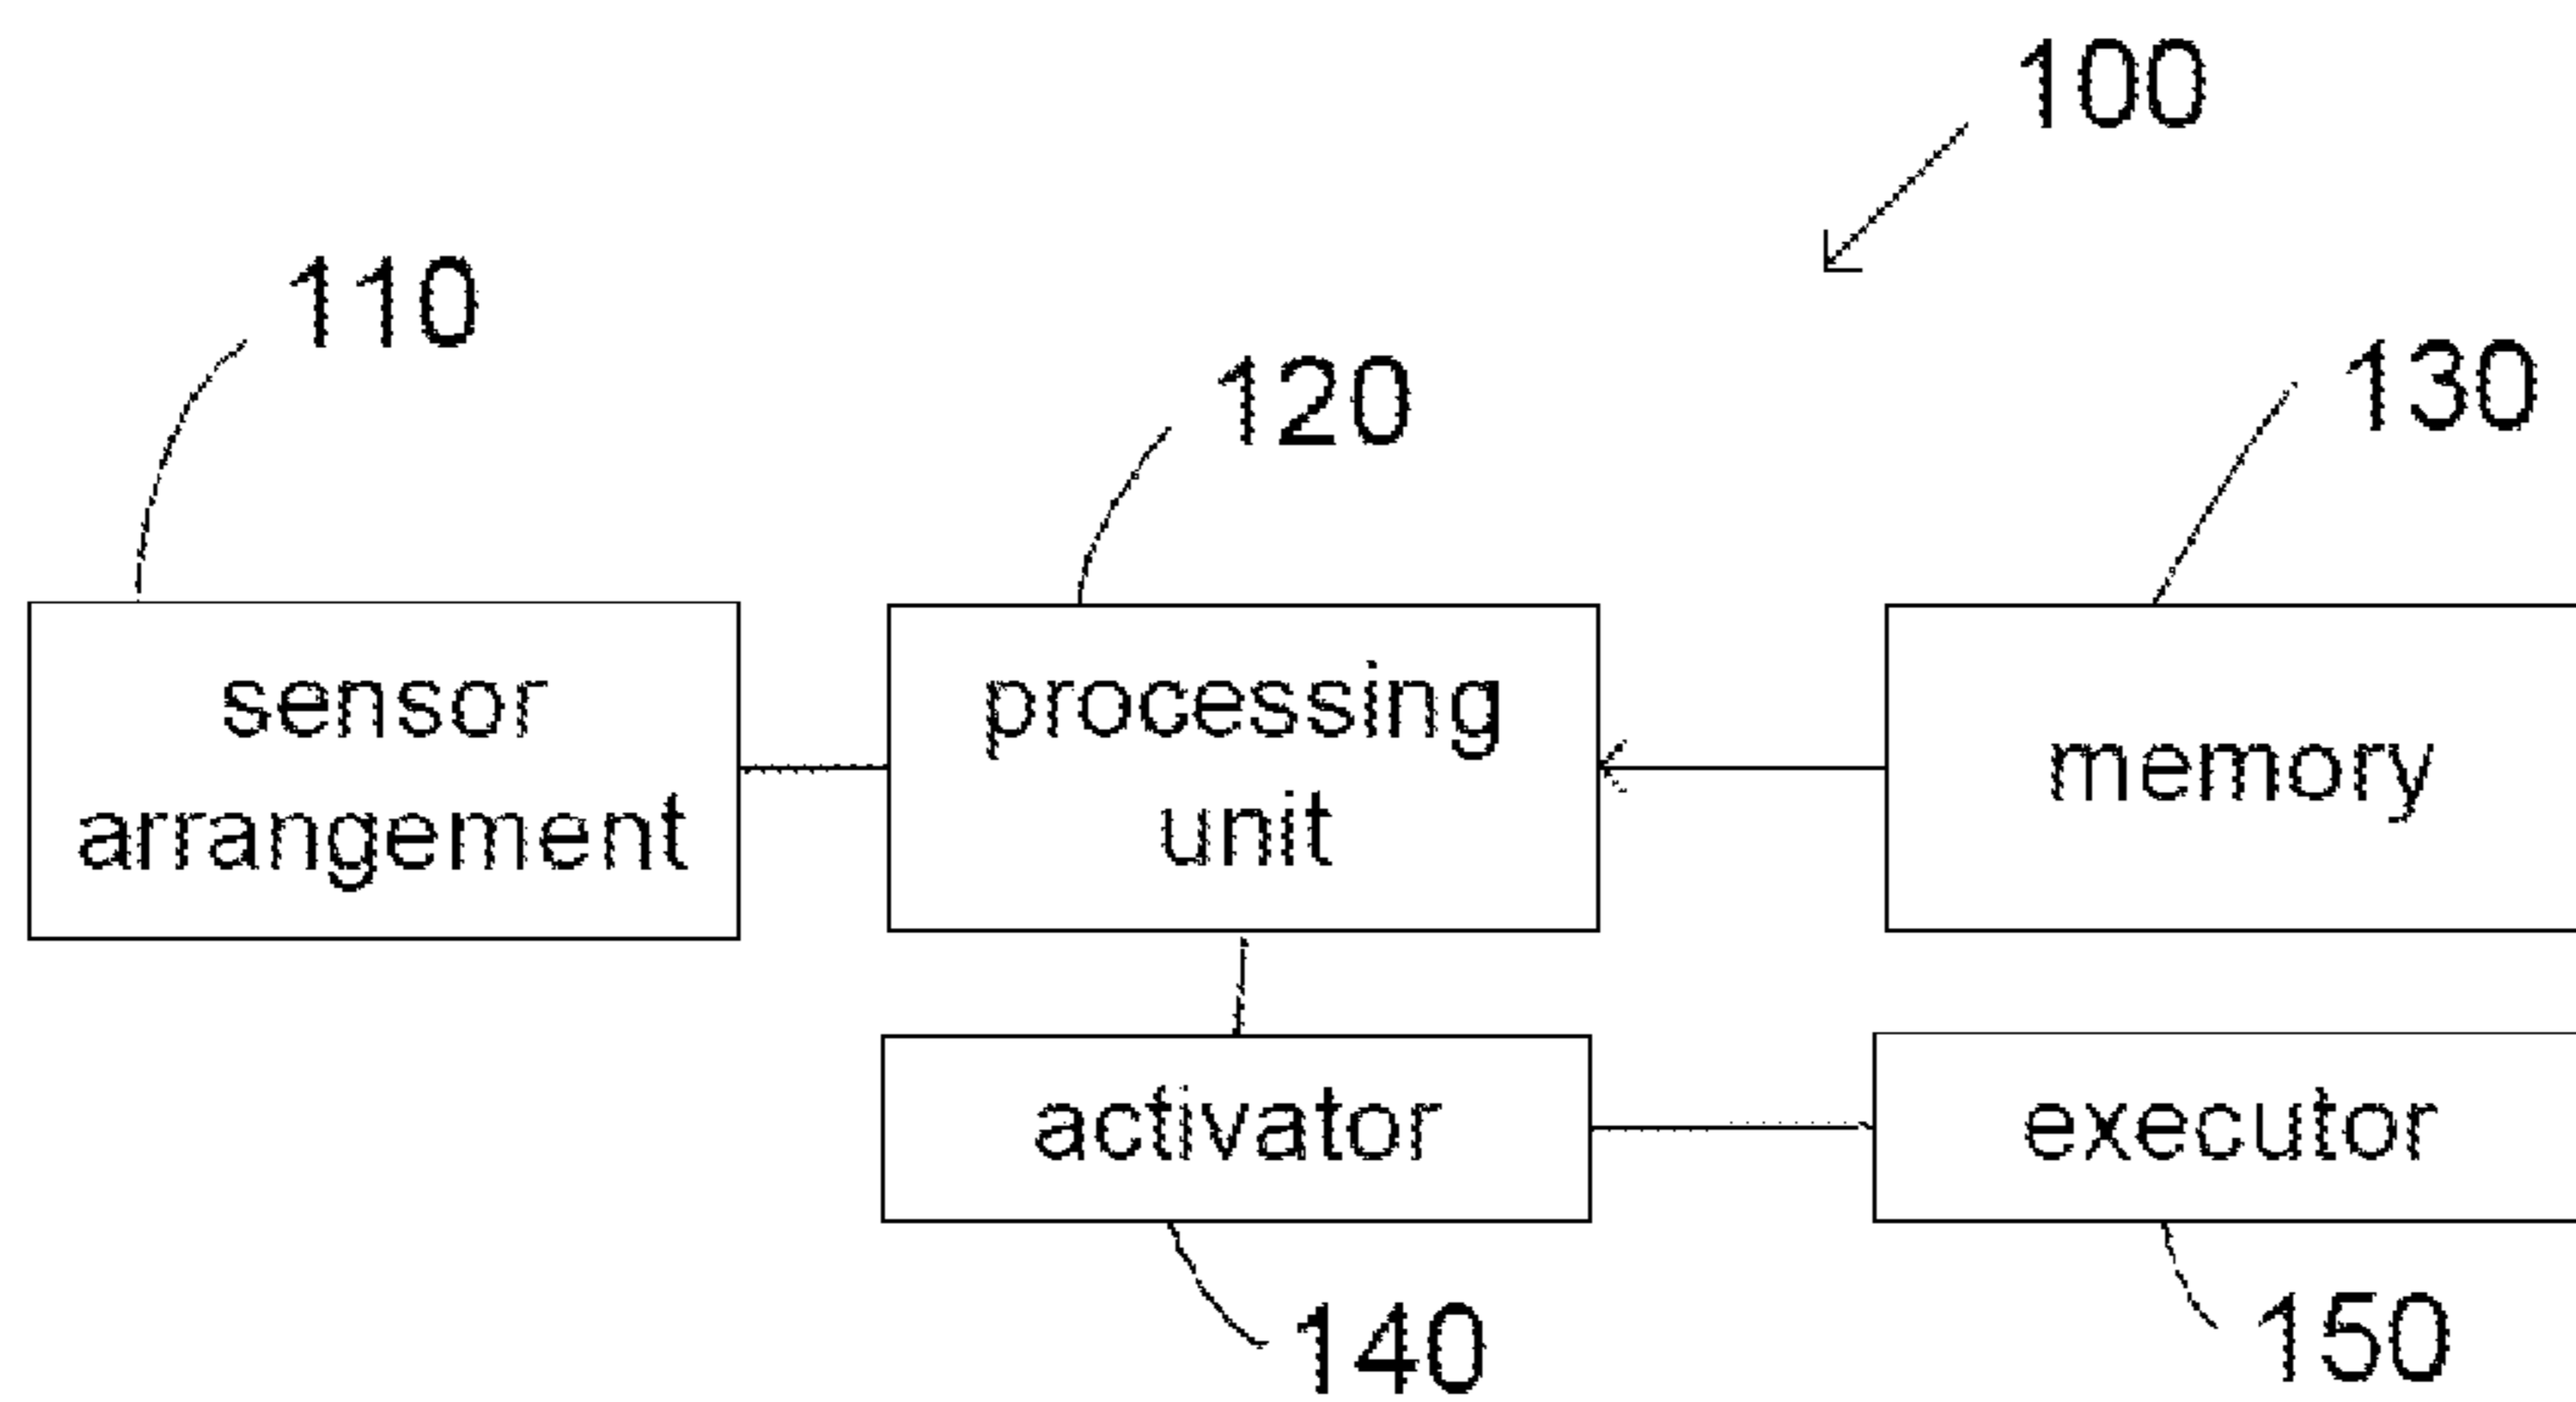 100
110
120
130
sensor
arrangement
processing
unit
memory
activator
executor
140
150